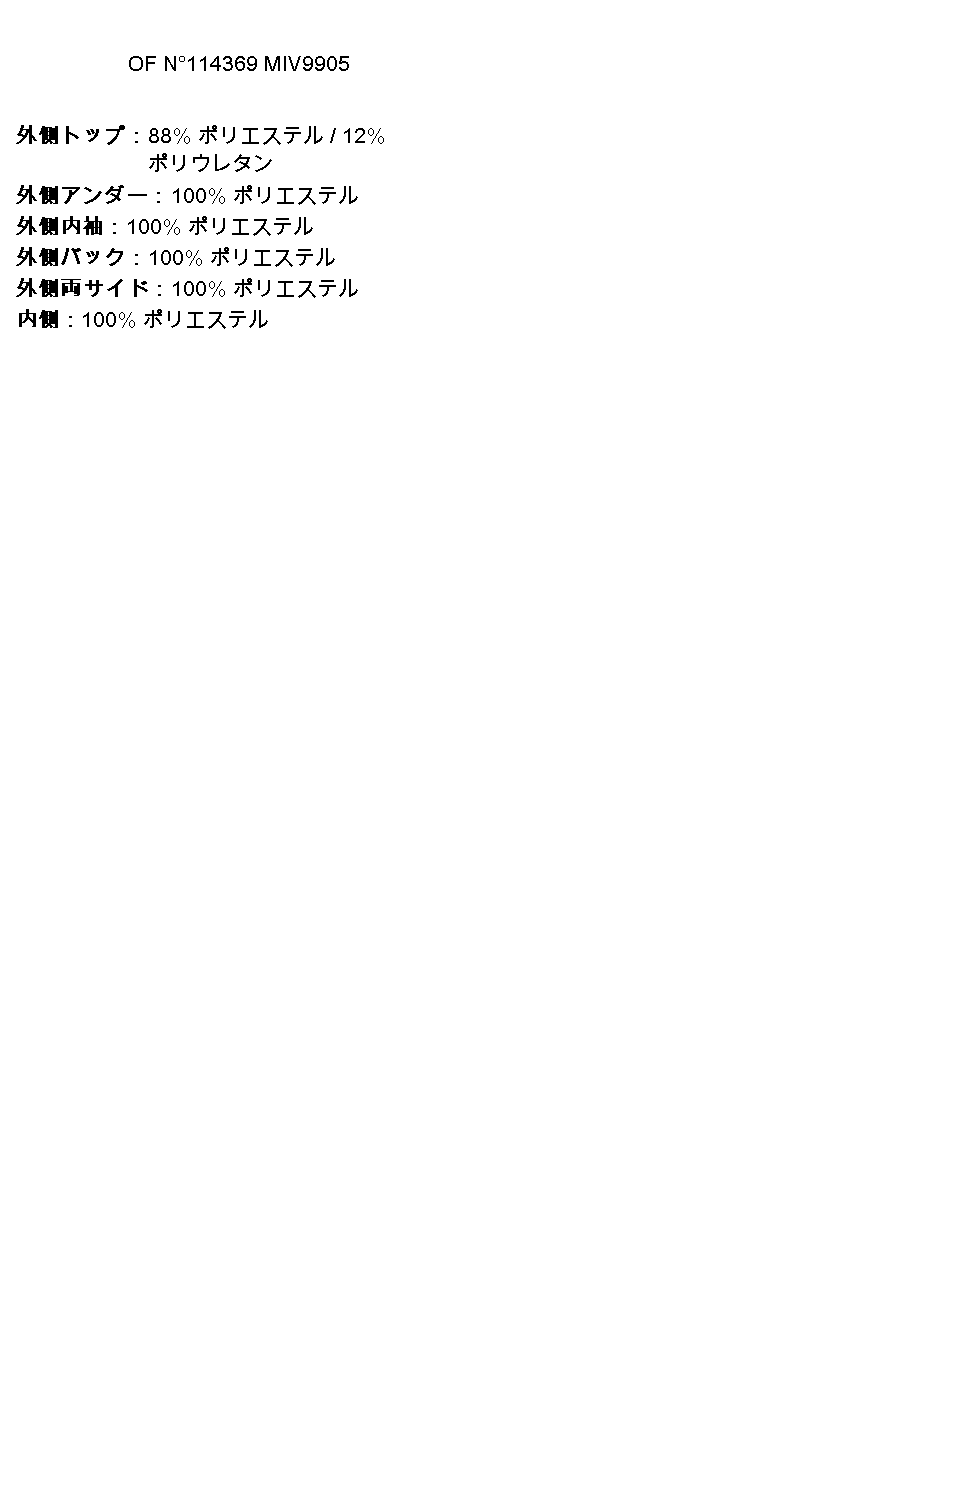 OF N°114369 MIV9905
外側トップ : 88% ポリエステル / 12%
ポリウレタン
外側アンダー : 100% ポリエステル
外側内袖 : 100% ポリエステル
外側バック : 100% ポリエステル
外側両サイド : 100% ポリエステル
内側 : 100% ポリエステル